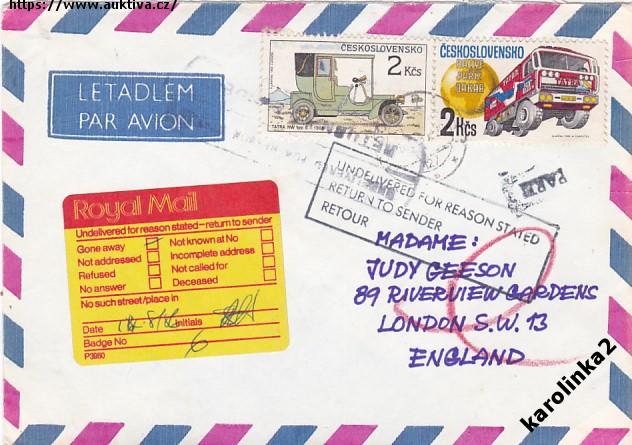 https://www.auktiva.cz/
LETADLEM
PAR AVION
ČESKOSLOVENSKO
2 Kčs
TATRA NW typ B
ČESKOSLOVENSKO
RALLYE
PARIS
DAKAR
TATRA
2 Kčs
UNDELIVERED FOR REASON STATED
RETURN TO SENDER
RETOUR
Royal Mail
Undelivered for reason stated–return to sender
Gone away
Not known at No
Not addressed
Incomplete address
Refused
Not called for
No answer
Deceased
No such street/place in
Date
Initials
Badge No
6
P3960
MADAME:
JUDY GEESON
89 RIVERVIEW GARDENS
LONDON S.W. 13
ENGLAND
karolinka2